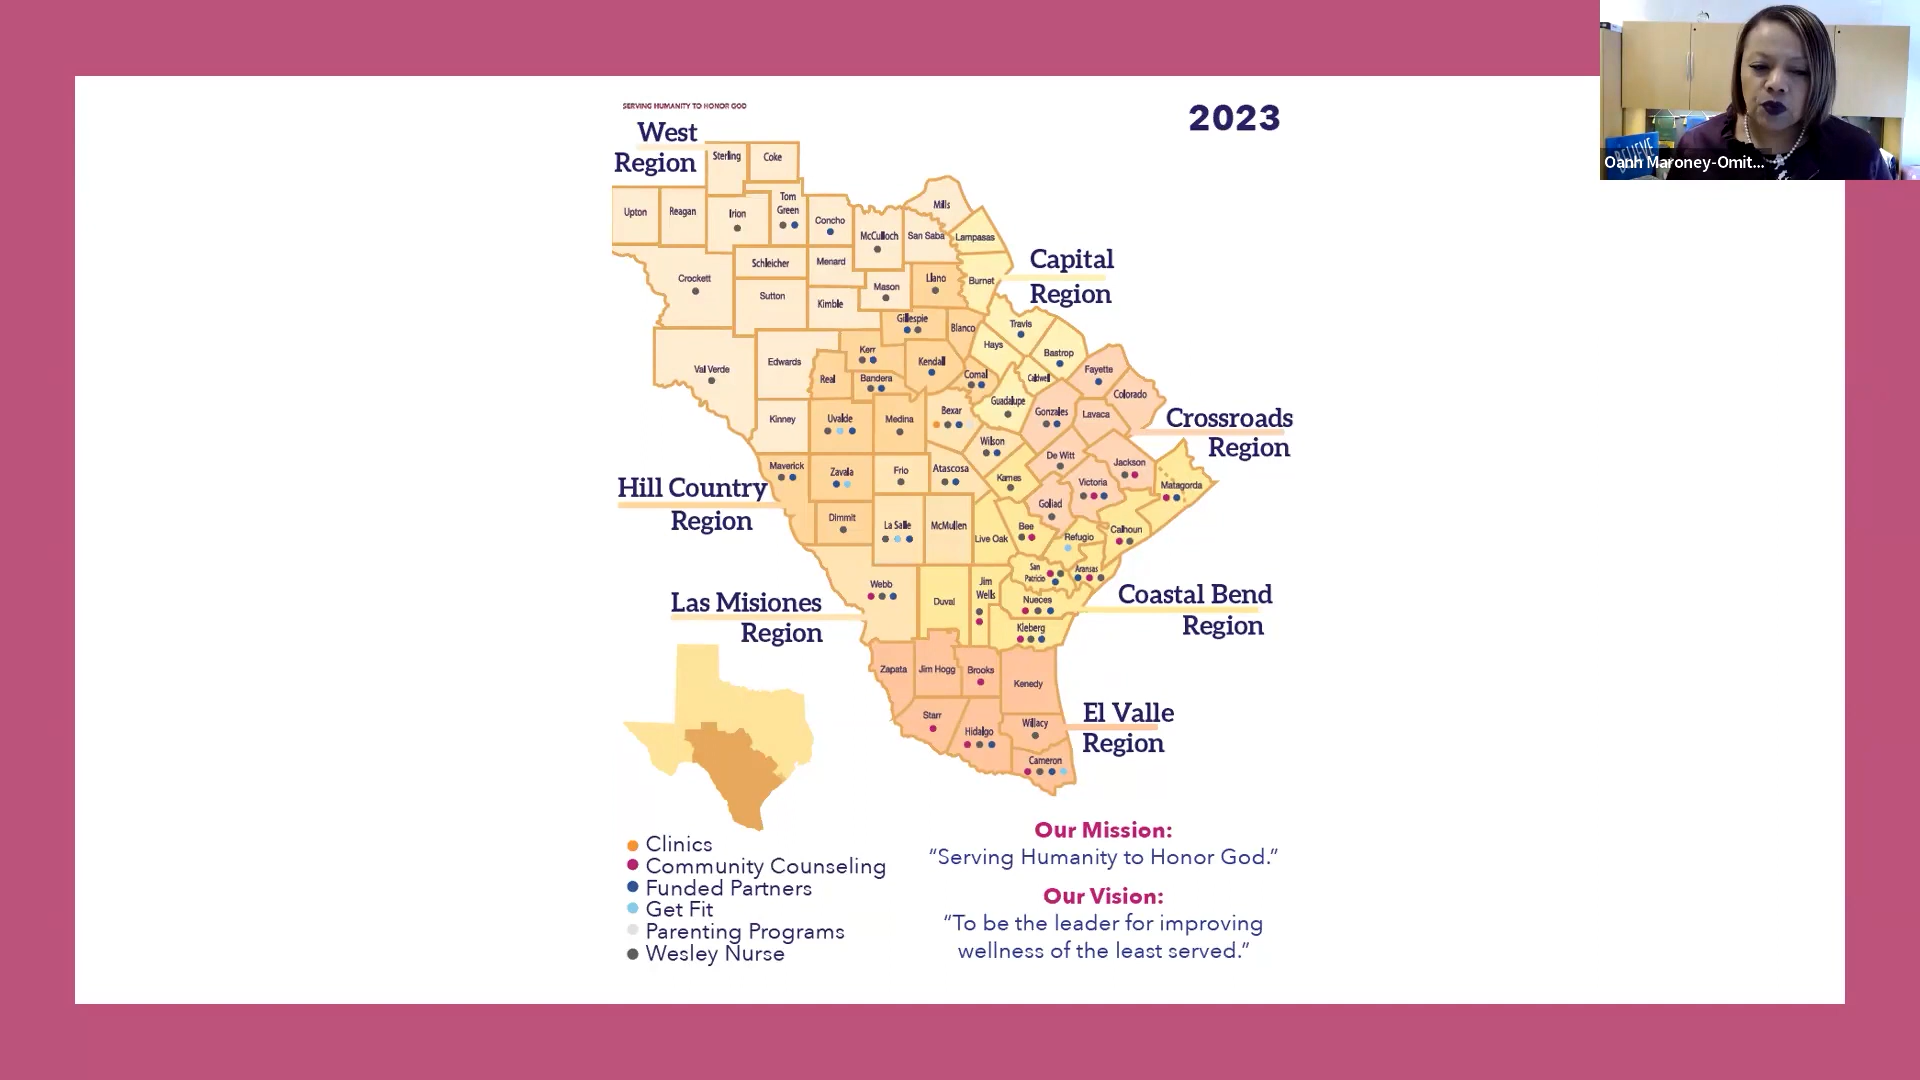 SERVING HUMANITY TO HONOR GOD
2023
West
Region
Sterling
Coke
Upton
Reagan
Irion
Tom
Green
Concho
McCulloch
San Saba
Mills
Lampasas
Crockett
Schleicher
Menard
Sutton
Kimble
Mason
Llano
Burnet
Capital
Region
Gillespie
Blanco
Travis
Hays
Bastrop
Val Verde
Edwards
Kerr
Real
Bandera
Kendall
Comal
Caldwell
Fayette
Colorado
Kinney
Uvalde
Medina
Bexar
Guadalupe
Gonzales
Lavaca
Crossroads
Region
Wilson
De Witt
Jackson
Matagorda
Maverick
Zavala
Frio
Atascosa
Karnes
Victoria
Goliad
Hill Country
Region
Dimmit
La Salle
McMullen
Live Oak
Bee
Refugio
Calhoun
San
Patricio
Aransas
Webb
Duval
Jim
Wells
Nueces
Kleberg
Las Misiones
Region
Coastal Bend
Region
Zapata
Jim Hogg
Brooks
Kenedy
Starr
Hidalgo
Willacy
Cameron
El Valle
Region
Clinics
Community Counseling
Funded Partners
Get Fit
Parenting Programs
Wesley Nurse
Our Mission:
“Serving Humanity to Honor God.”
Our Vision:
“To be the leader for improving
wellness of the least served.”
BELIEVE
Oanh Maroney-Omit...